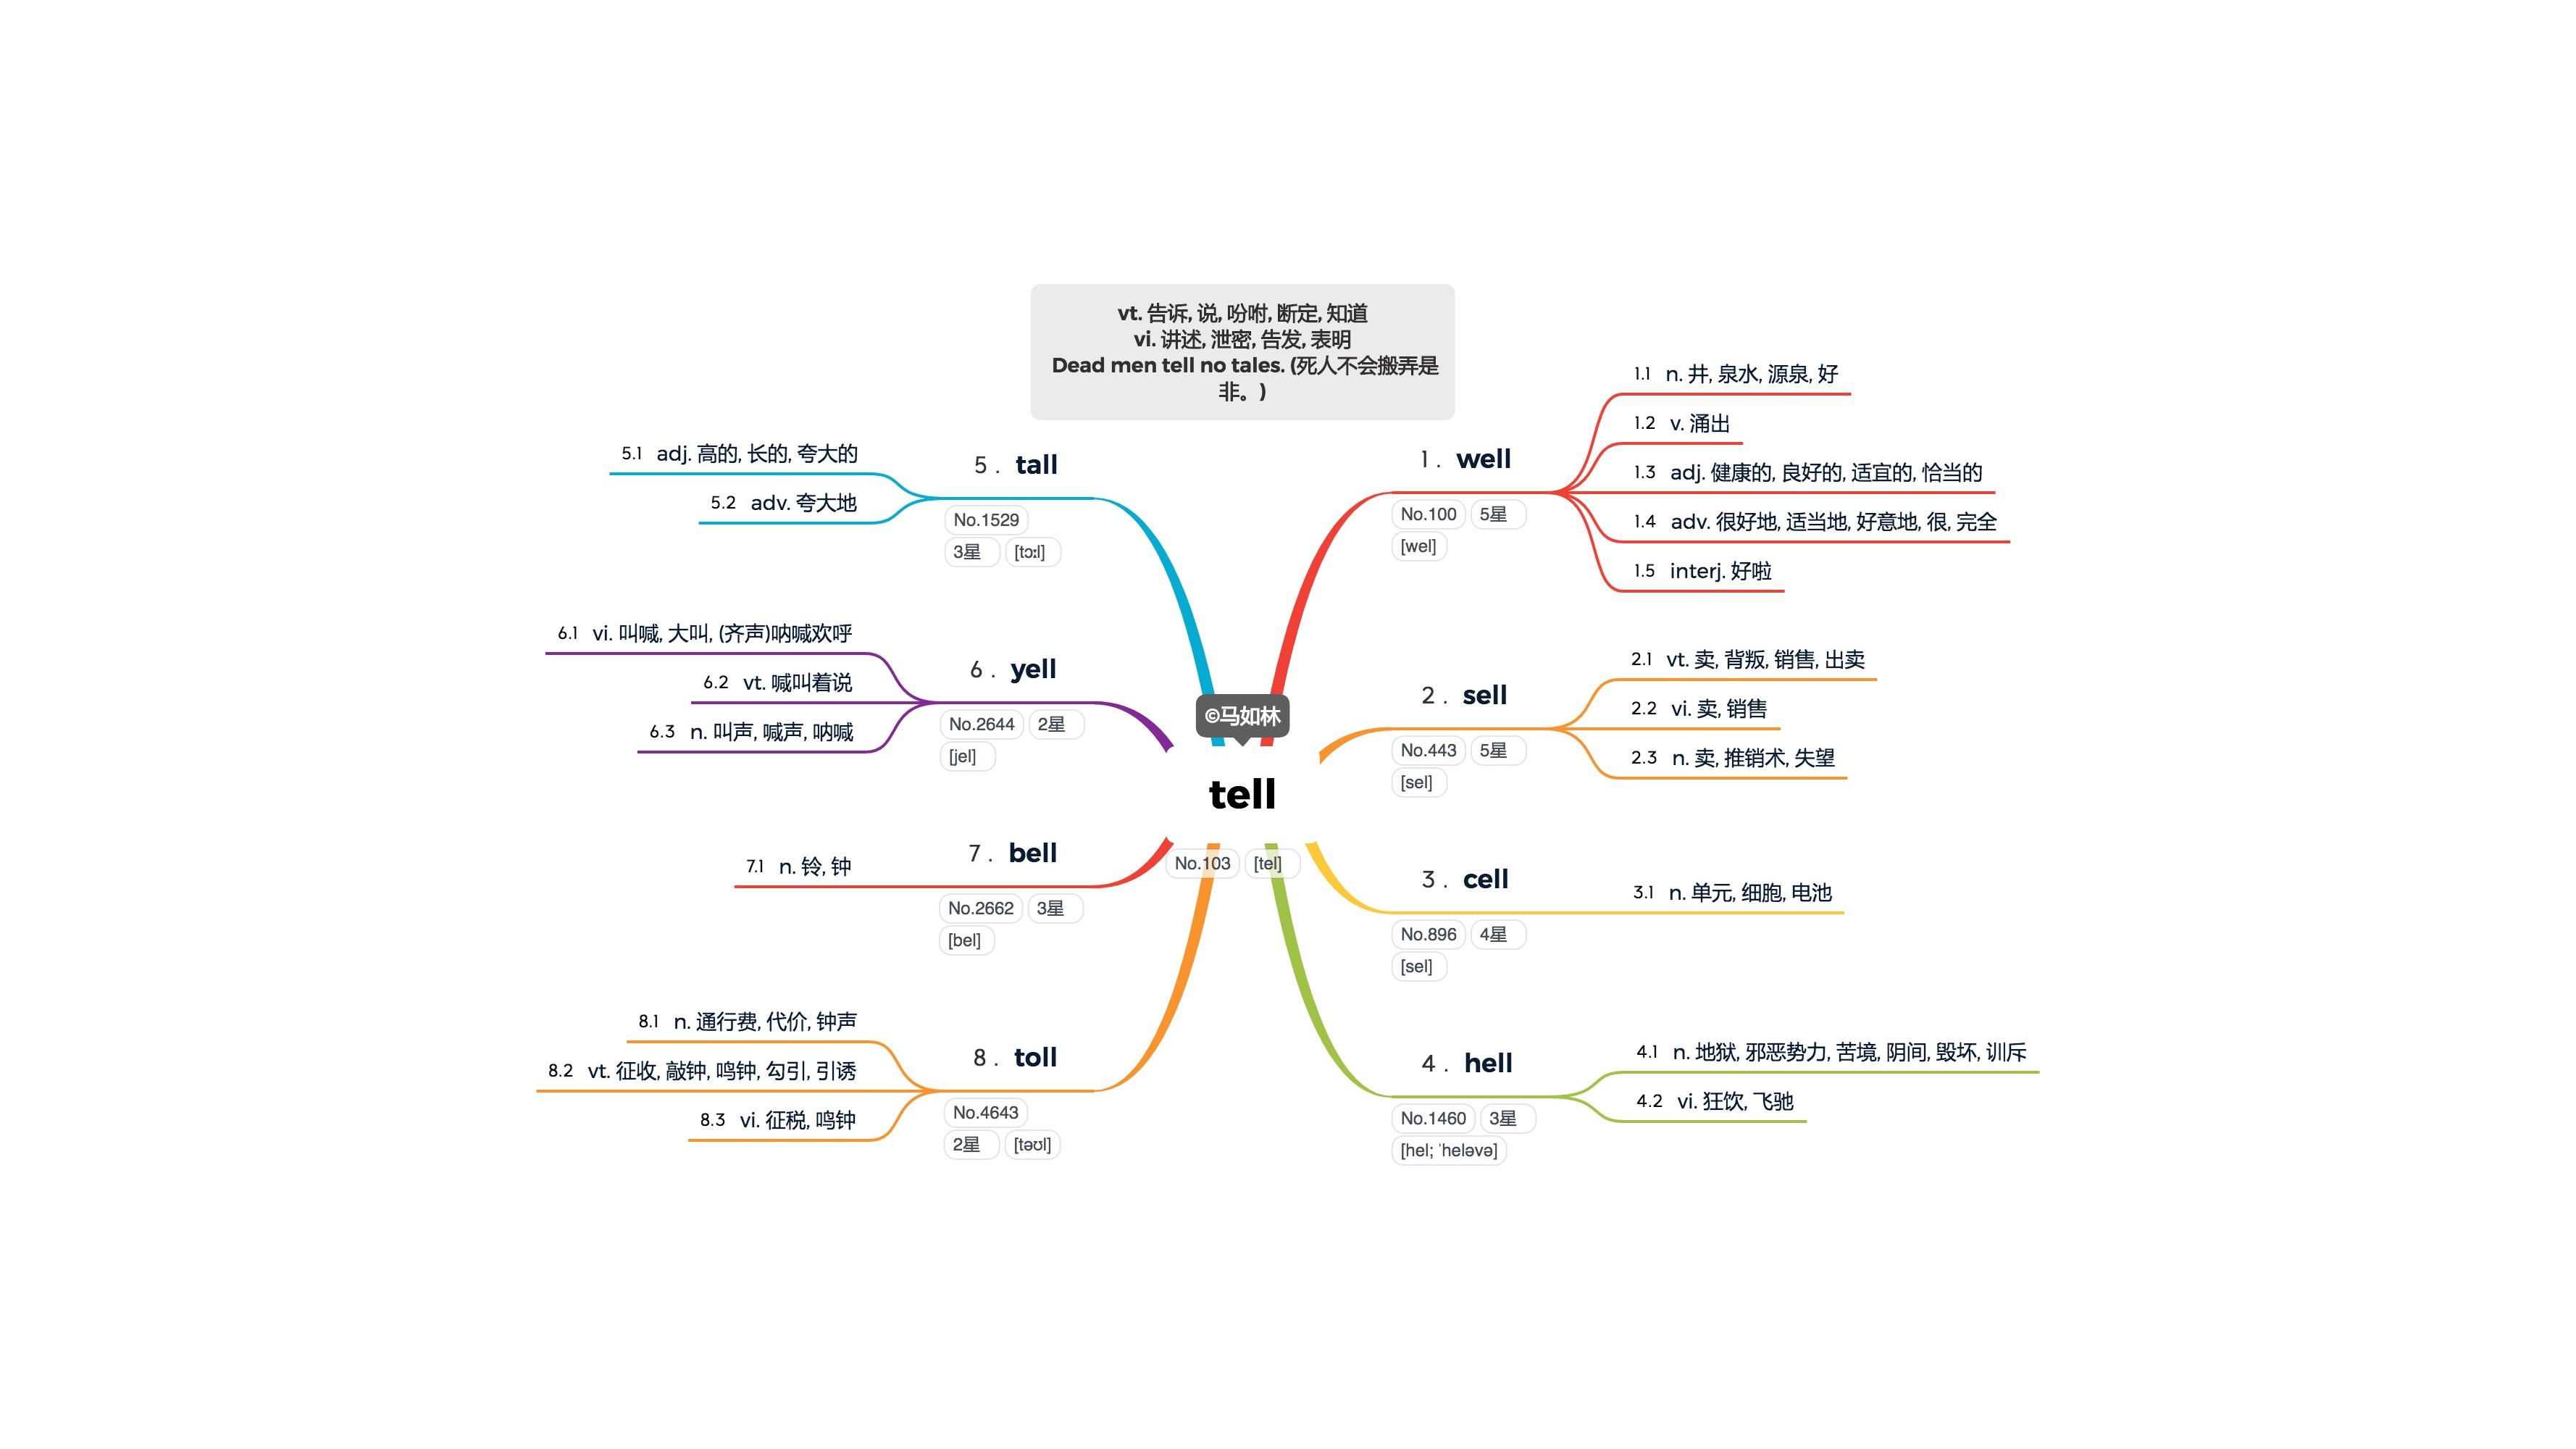 vt. 告诉, 说, 吩咐, 断定, 知道
vi. 讲述, 泄密, 告发, 表明
Dead men tell no tales. (死人不会搬弄是
非。)
©马如林
tell
No.103 [tel]
1. well
No.100 5星
[wel]
1.1 n. 井, 泉水, 源泉, 好
1.2 v. 涌出
1.3 adj. 健康的, 良好的, 适宜的, 恰当的
1.4 adv. 很好地, 适当地, 好意地, 很, 完全
1.5 interj. 好啦
2. sell
No.443 5星
[sel]
2.1 vt. 卖, 背叛, 销售, 出卖
2.2 vi. 卖, 销售
2.3 n. 卖, 推销术, 失望
3. cell
No.896 4星
[sel]
3.1 n. 单元, 细胞, 电池
4. hell
No.1460 3星
[hel; ˈheləvə]
4.1 n. 地狱, 邪恶势力, 苦境, 阴间, 毁坏, 训斥
4.2 vi. 狂饮, 飞驰
5. tall
No.1529
3星 [tɔːl]
5.1 adj. 高的, 长的, 夸大的
5.2 adv. 夸大地
6. yell
No.2644 2星
[jel]
6.1 vi. 叫喊, 大叫, (齐声)呐喊欢呼
6.2 vt. 喊叫着说
6.3 n. 叫声, 喊声, 呐喊
7. bell
No.2662 3星
[bel]
7.1 n. 铃, 钟
8. toll
No.4643
2星 [təʊl]
8.1 n. 通行费, 代价, 钟声
8.2 vt. 征收, 敲钟, 鸣钟, 勾引, 引诱
8.3 vi. 征税, 鸣钟